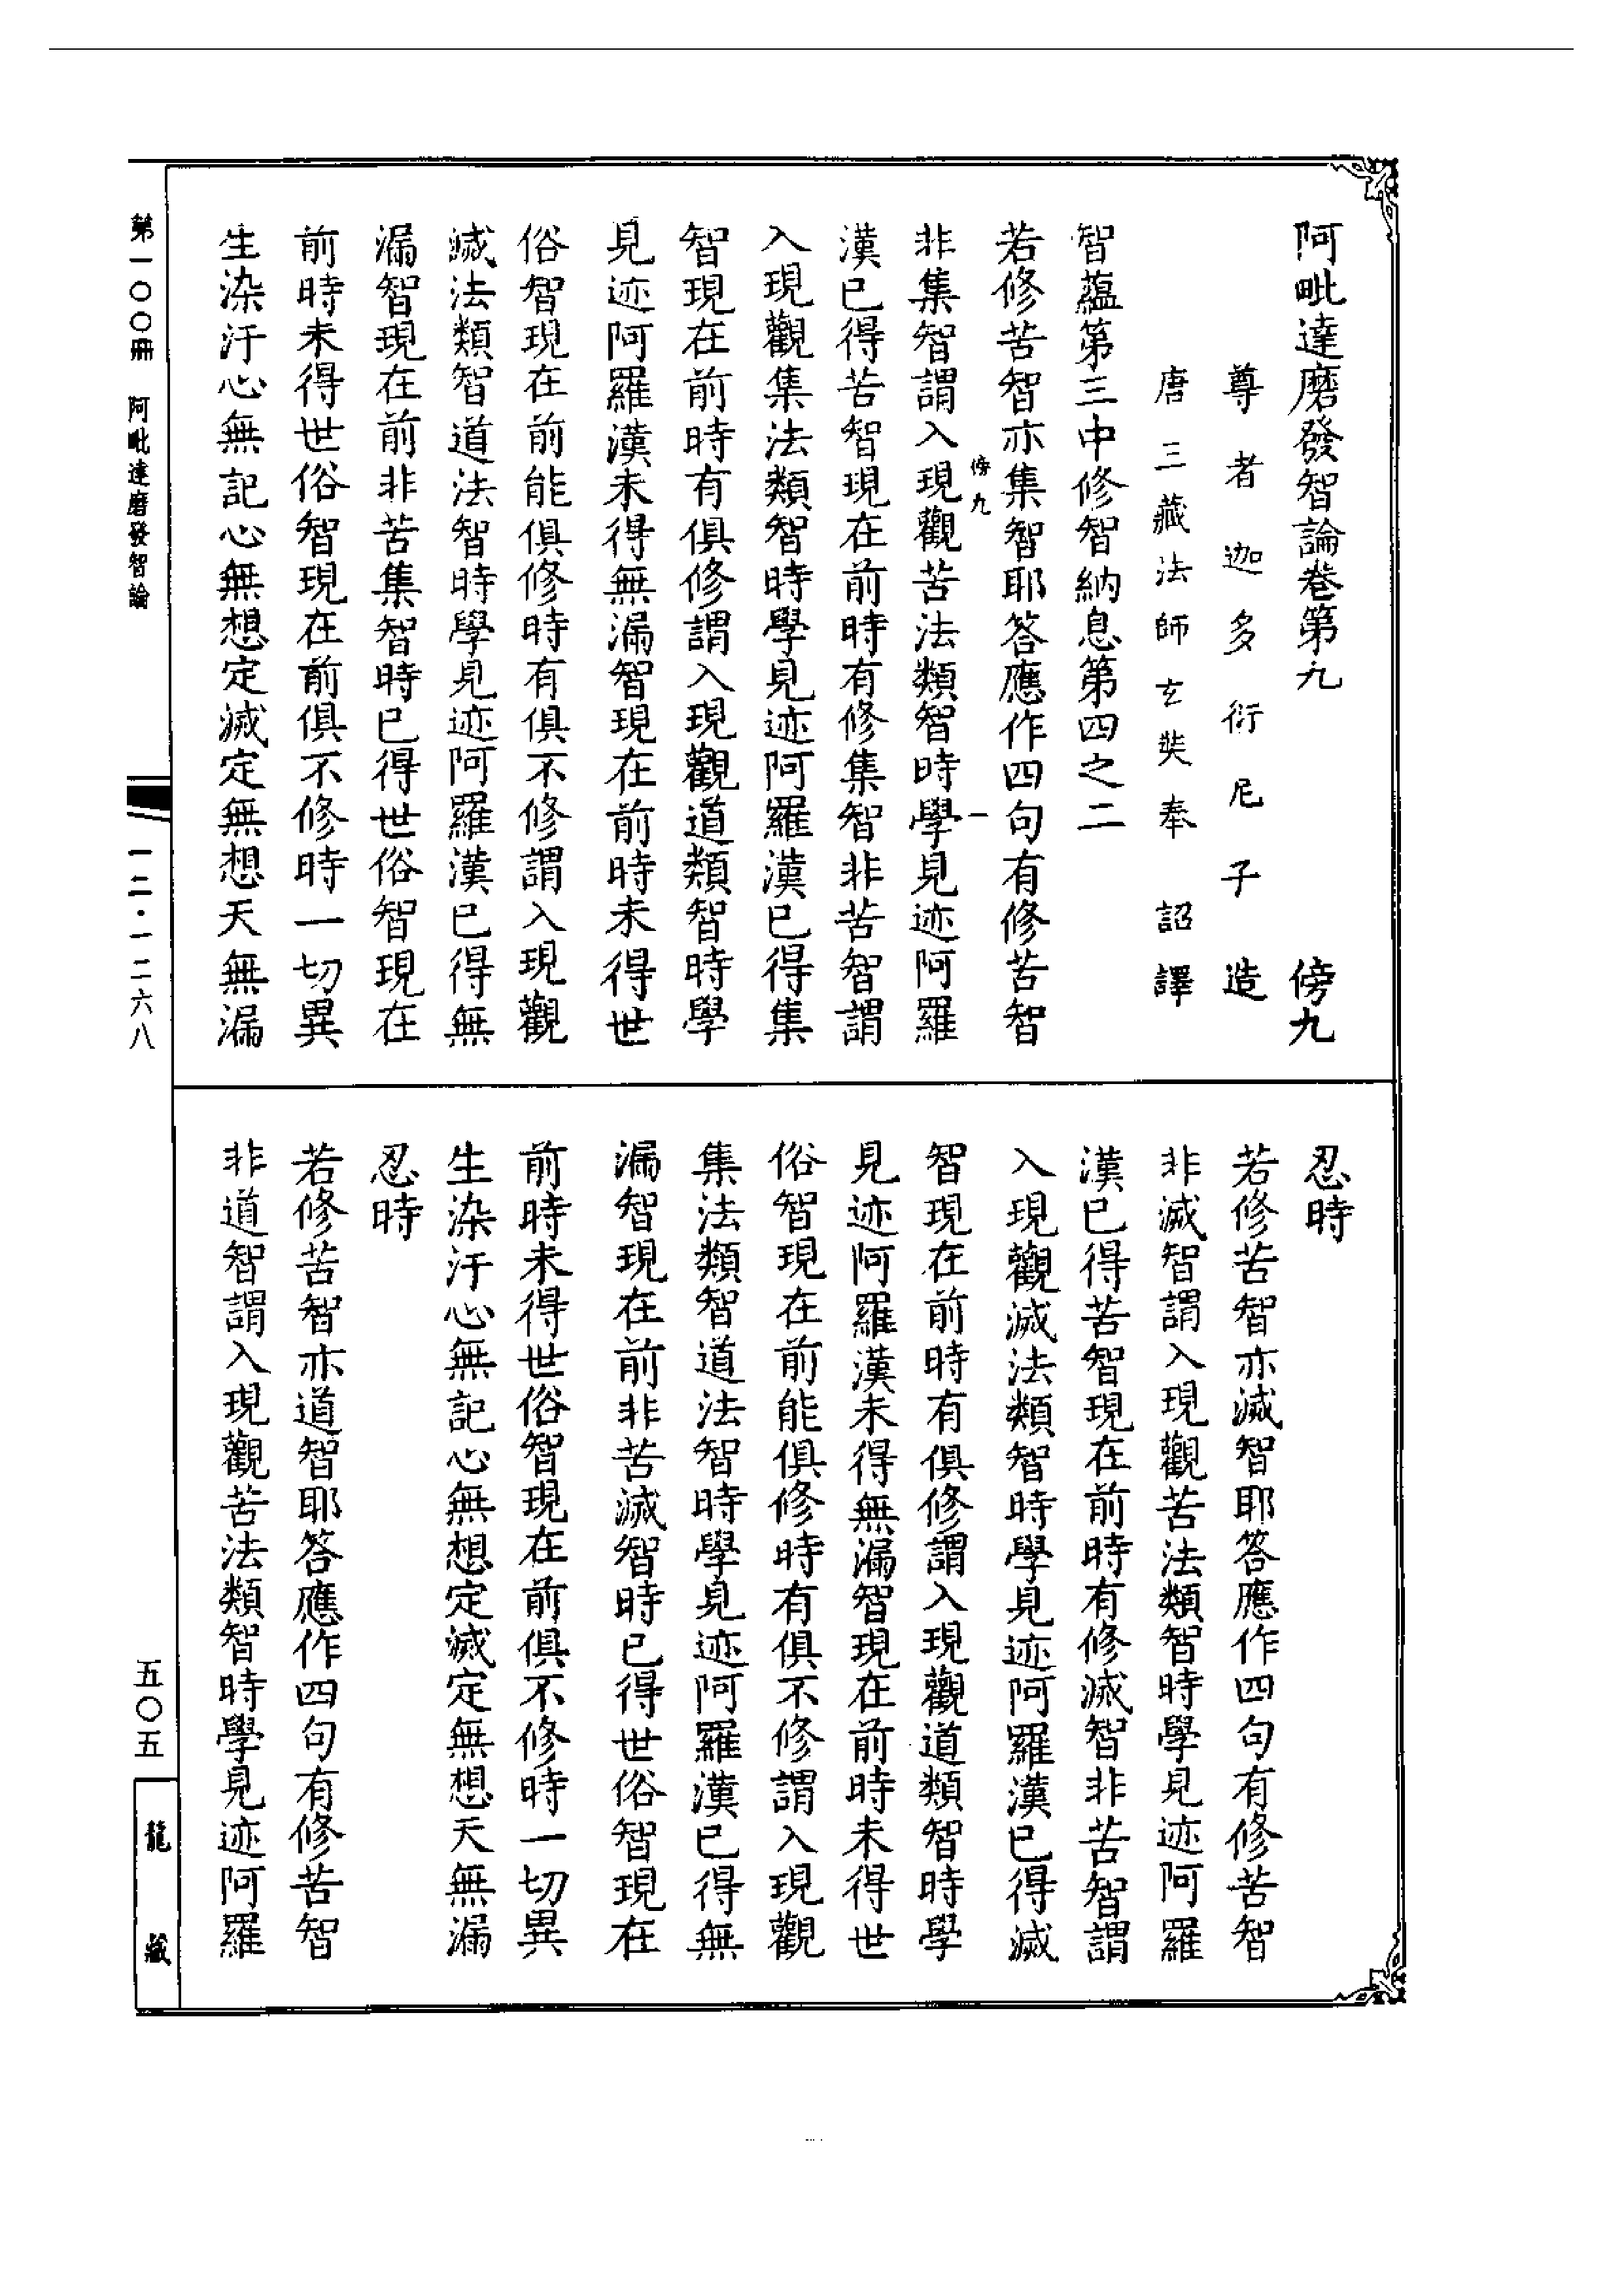 阿毗達磨發智論卷第九　傍九
尊者迦多衍尼子造
唐三藏法師玄奘奉詔譯
智蘊第三中修智納息第四之二
若修苦智亦集智耶答應作四句有修苦智
傍九　一
非集智謂入現觀苦法類智時學見迹阿羅
漢已得苦智現在前時有修集智非苦智謂
入現觀集法類智時學見迹阿羅漢已得集
智現在前時有俱修謂入現觀道類智時學
見迹阿羅漢未得無漏智現在前時未得世
俗智現在前能俱修時有俱不修謂入現觀
滅法類智道法智時學見迹阿羅漢已得無
漏智現在前非苦集智時已得世俗智現在
前時未得世俗智現在前俱不修時一切異
生染汙心無記心無想定滅定無想天無漏
忍時
若修苦智亦滅智耶答應作四句有修苦智
非滅智謂入現觀苦法類智時學見迹阿羅
漢已得苦智現在前時有修滅智非苦智謂
入現觀滅法類智時學見迹阿羅漢已得滅
智現在前時有俱修謂入現觀道類智時學
見迹阿羅漢未得無漏智現在前時未得世
俗智現在前能俱修時有俱不修謂入現觀
集法類智道法智時學見迹阿羅漢已得無
漏智現在前非苦滅智時已得世俗智現在
前時未得世俗智現在前俱不修時一切異
生染汙心無記心無想定滅定無想天無漏
忍時
若修苦智亦道智耶答應作四句有修苦智
非道智謂入現觀苦法類智時學見迹阿羅
第一〇〇冊　阿毗達磨發智論
一二·一二六八
五〇五
龍藏